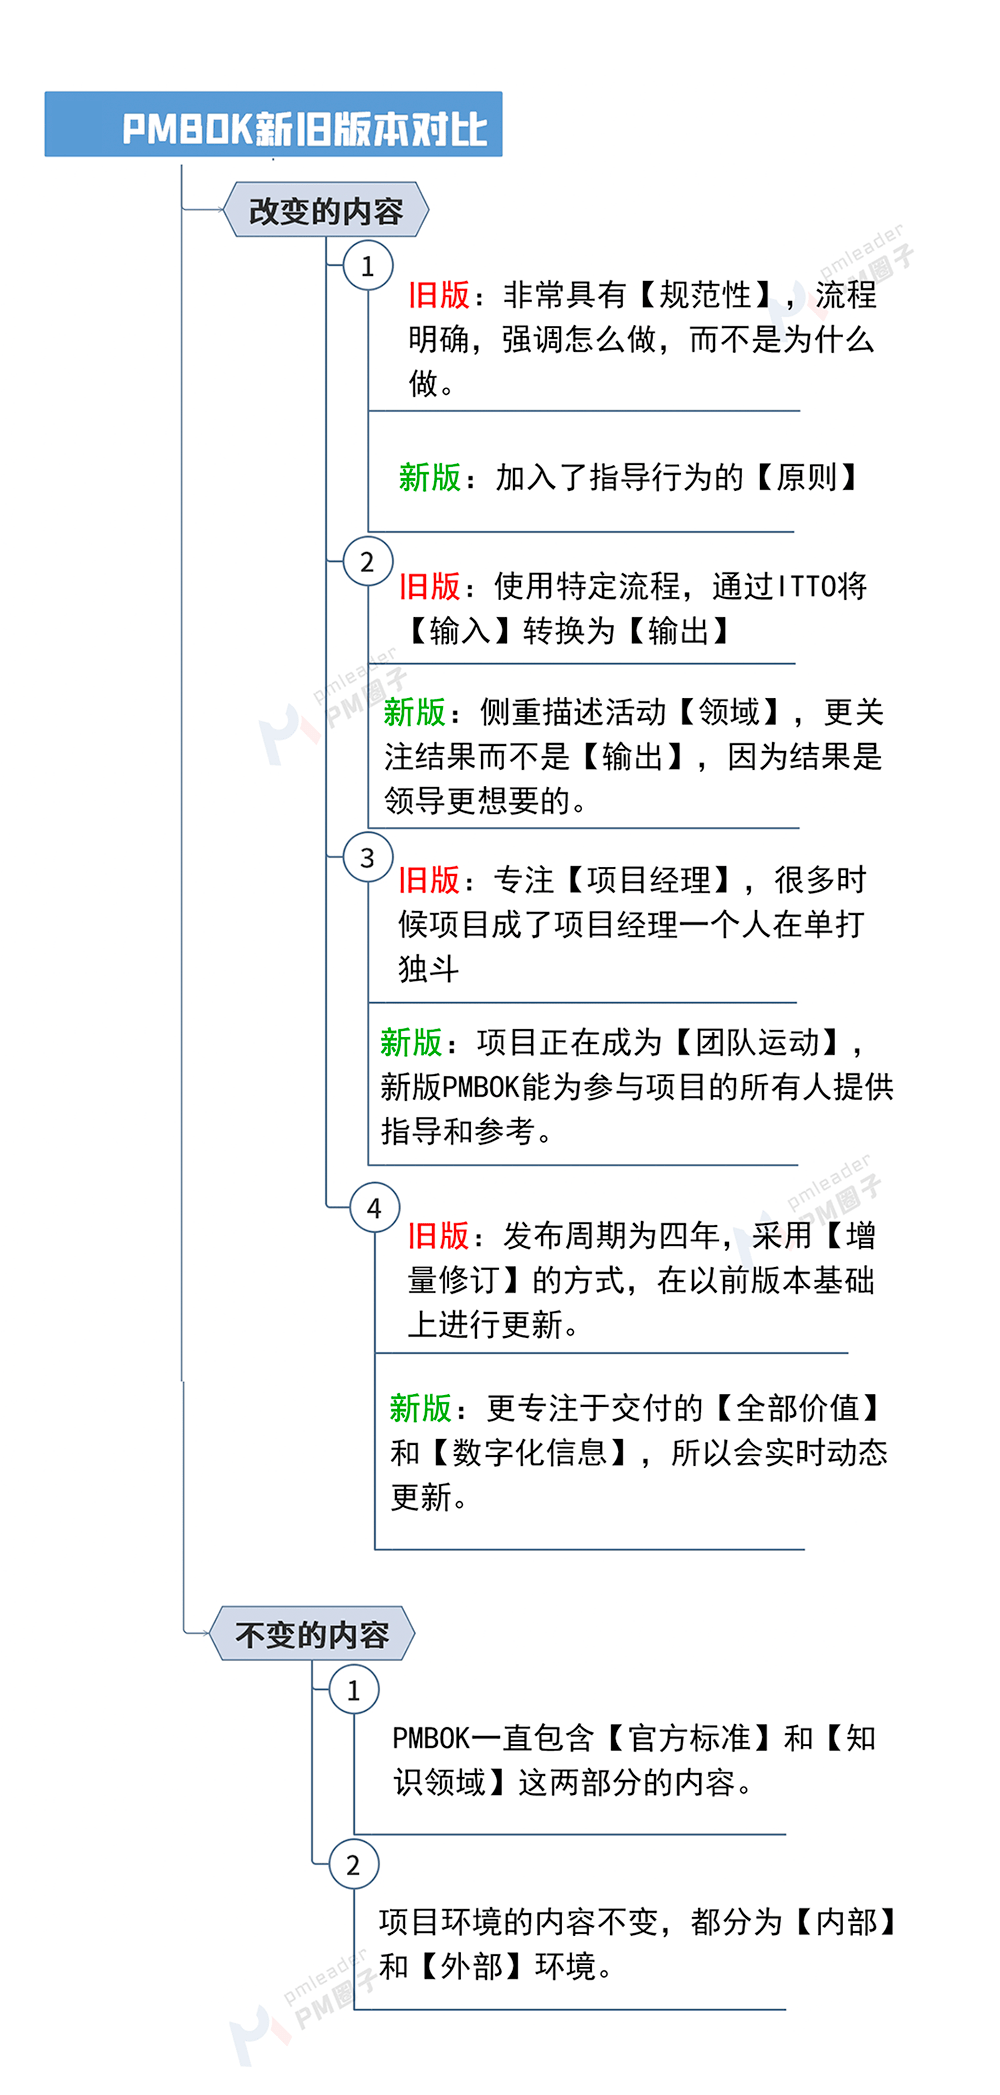 PMBOK新旧版本对比
改变的内容
1
旧版：非常具有【规范性】，流程
明确，强调怎么做，而不是为什么
做。
新版：加入了指导行为的【原则】
2
旧版：使用特定流程，通过ITTO将
【输入】转换为【输出】
新版：侧重描述活动【领域】，更关
注结果而不是【输出】，因为结果是
领导更想要的。
3
旧版：专注【项目经理】，很多时
候项目成了项目经理一个人在单打
独斗
新版：项目正在成为【团队运动】，
新版PMBOK能为参与项目的所有人提供
指导和参考。
4
旧版：发布周期为四年，采用【增
量修订】的方式，在以前版本基础
上进行更新。
新版：更专注于交付的【全部价值】
和【数字化信息】，所以会实时动态
更新。
不变的内容
1
PMBOK一直包含【官方标准】和【知
识领域】这两部分的内容。
2
项目环境的内容不变，都分为【内部】
和【外部】环境。
pmleader
PM圈子
pmleader
PM圈子
pmleader
PM圈子
pmleader
PM圈子